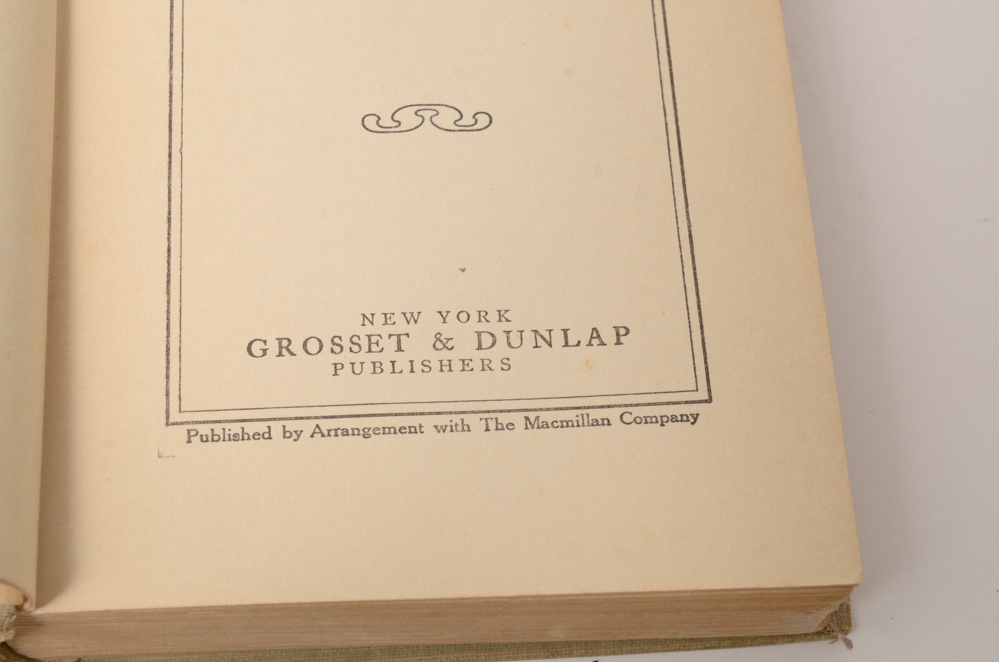 NEW YORK
GROSSET & DUNLAP
PUBLISHERS
Published by Arrangement with The Macmillan Company